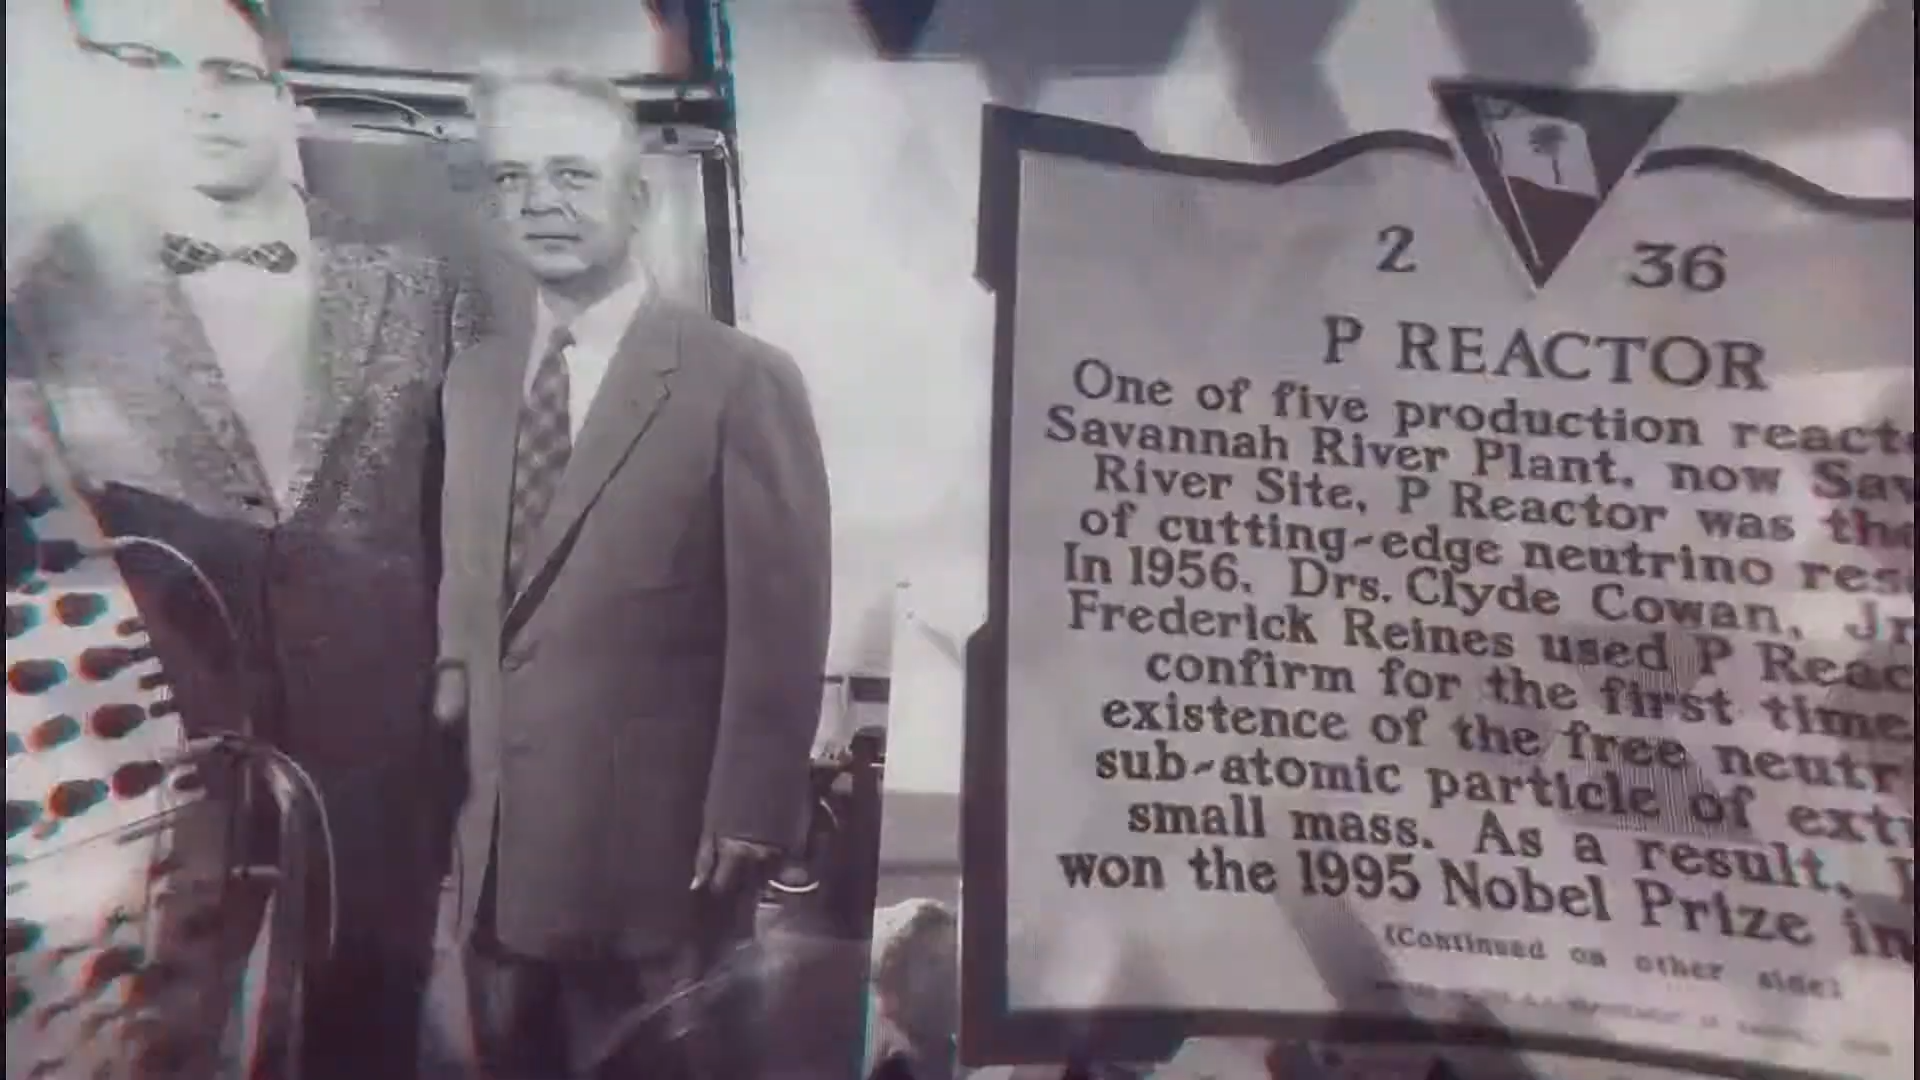 2 36
P REACTOR
One of five production react
Savannah River Plant, now Sav
River Site, P Reactor was the
of cutting-edge neutrino res
In 1956, Drs. Clyde Cowan, Jr
Frederick Reines used P Reac
confirm for the first time
existence of the free neutr
sub-atomic particle of ext
small mass. As a result,
won the 1995 Nobel Prize in
(Continued on other side)